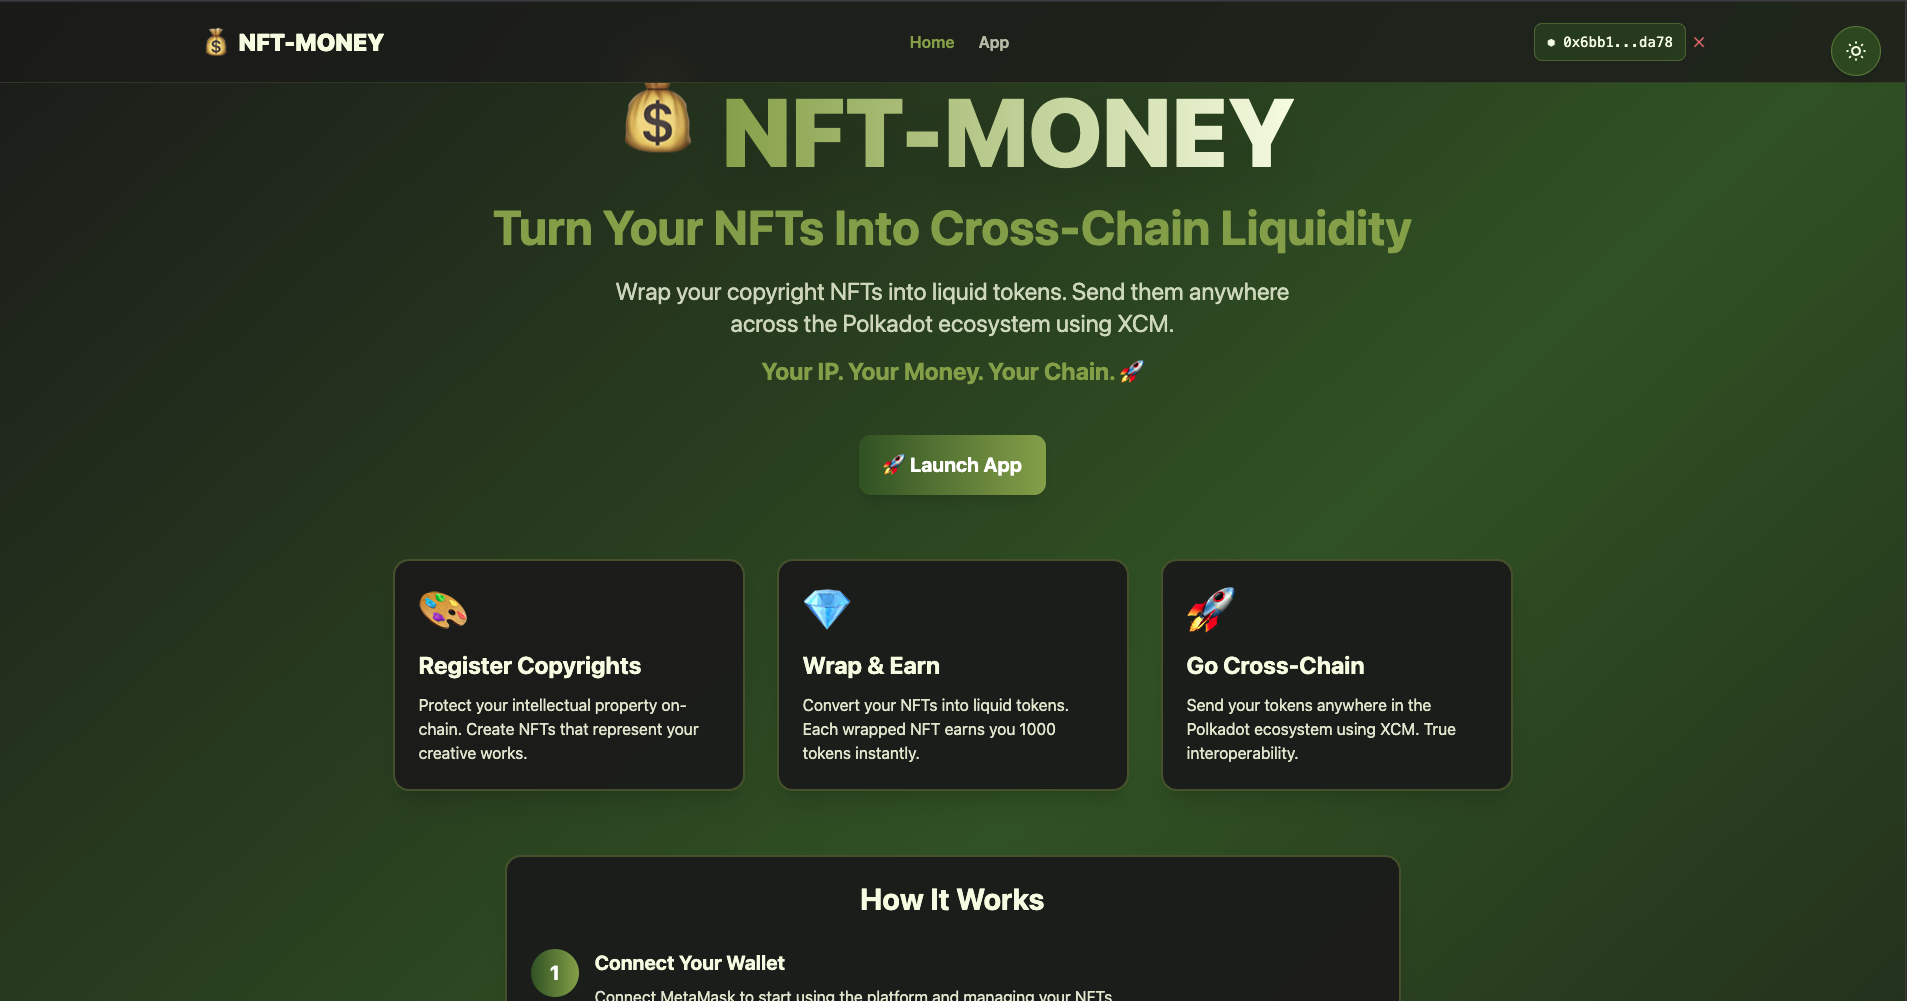 NFT-MONEY
Home
App
0x6bb1...da78
NFT-MONEY
Turn Your NFTs Into Cross-Chain Liquidity
Wrap your copyright NFTs into liquid tokens. Send them anywhere
across the Polkadot ecosystem using XCM.
Your IP. Your Money. Your Chain.
Launch App
Register Copyrights
Protect your intellectual property on-
chain. Create NFTs that represent your
creative works.
Wrap & Earn
Convert your NFTs into liquid tokens.
Each wrapped NFT earns you 1000
tokens instantly.
Go Cross-Chain
Send your tokens anywhere in the
Polkadot ecosystem using XCM. True
interoperability.
How It Works
1
Connect Your Wallet
Connect MetaMask to start using the platform and managing your NFTs